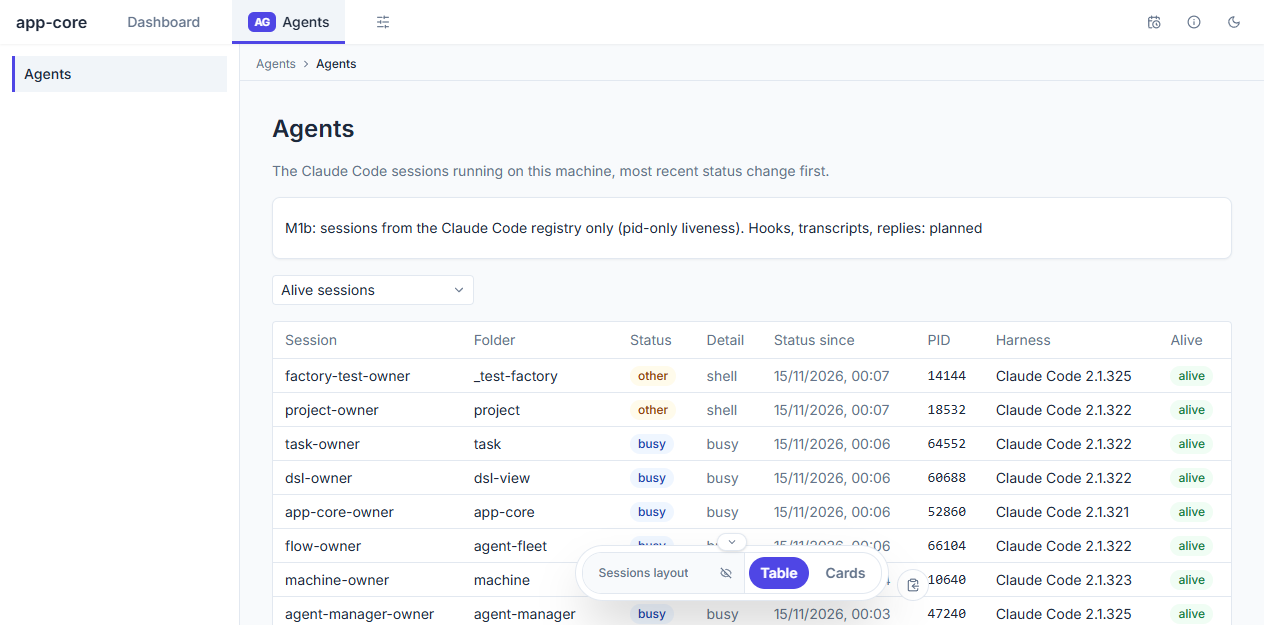 app-core Dashboard AG Agents
Agents
Agents > Agents
Agents
The Claude Code sessions running on this machine, most recent status change first.
M1b: sessions from the Claude Code registry only (pid-only liveness). Hooks, transcripts, replies: planned
Alive sessions
Session Folder Status Detail Status since PID Harness Alive
factory-test-owner _test-factory other shell 15/11/2026, 00:07 14144 Claude Code 2.1.325 alive
project-owner project other shell 15/11/2026, 00:07 18532 Claude Code 2.1.322 alive
task-owner task busy busy 15/11/2026, 00:06 64552 Claude Code 2.1.322 alive
dsl-owner dsl-view busy busy 15/11/2026, 00:06 60688 Claude Code 2.1.322 alive
app-core-owner app-core busy busy 15/11/2026, 00:06 52860 Claude Code 2.1.321 alive
flow-owner agent-fleet busy 15/11/2026, 00:06 66104 Claude Code 2.1.322 alive
machine-owner machine 10640 Claude Code 2.1.323 alive
Sessions layout Table Cards
agent-manager-owner agent-manager busy busy 15/11/2026, 00:03 47240 Claude Code 2.1.325 alive